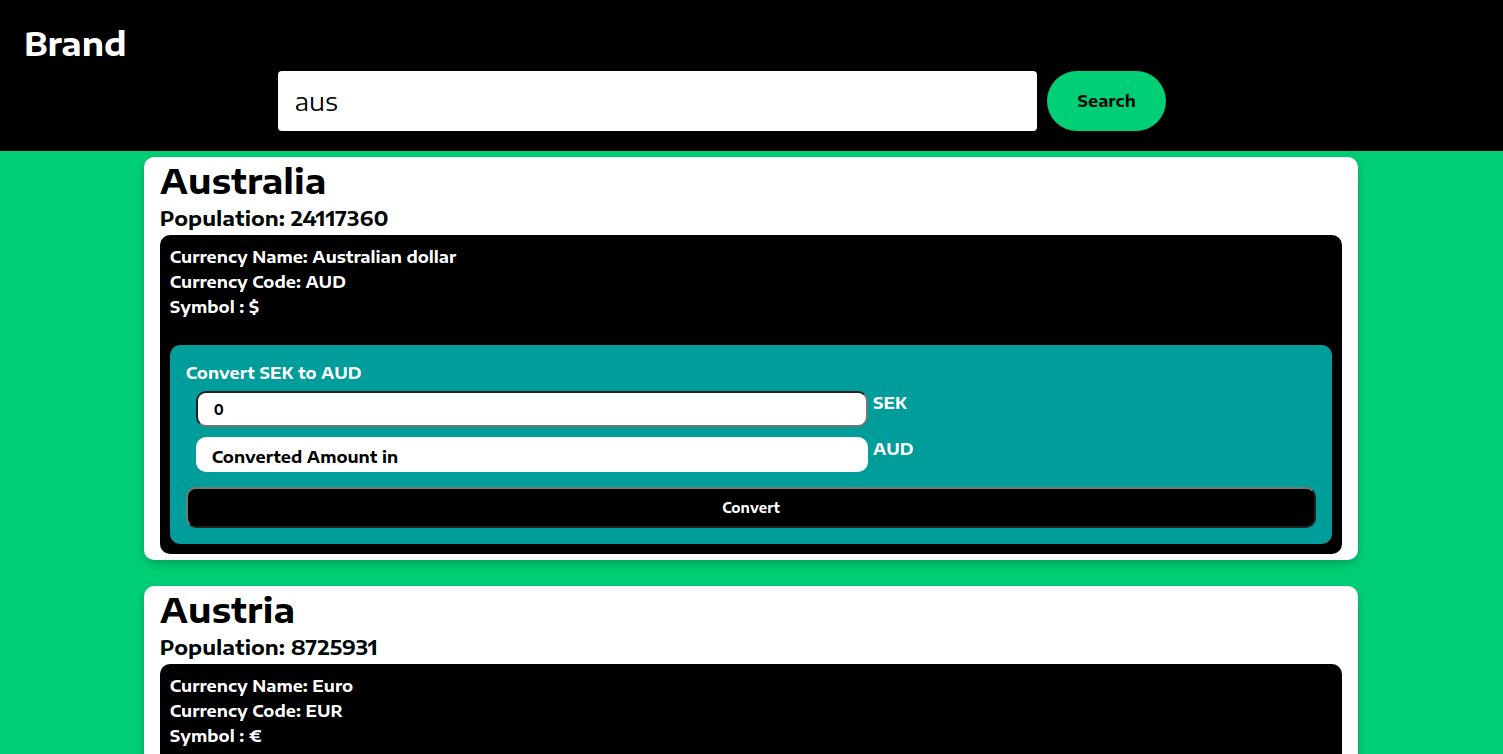 Brand
aus
Search
Australia
Population: 24117360
Currency Name: Australian dollar
Currency Code: AUD
Symbol : $
Convert SEK to AUD
0
SEK
Converted Amount in
AUD
Convert
Austria
Population: 8725931
Currency Name: Euro
Currency Code: EUR
Symbol : €